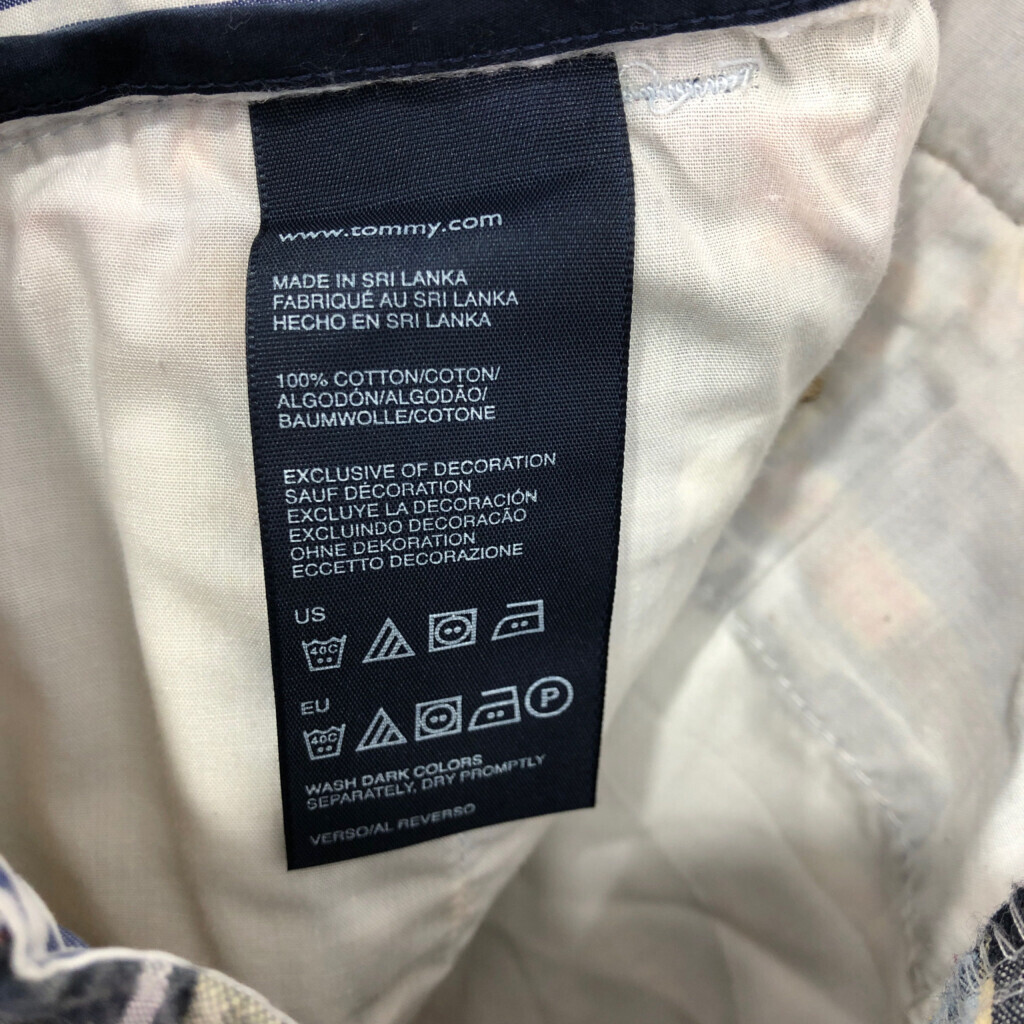 www.tommy.com
MADE IN SRI LANKA
FABRIQUÉ AU SRI LANKA
HECHO EN SRI LANKA
100% COTTON/COTON/
ALGODÓN/ALGODÃO/
BAUMWOLLE/COTONE
EXCLUSIVE OF DECORATION
SAUF DÉCORATION
EXCLUYE LA DECORACIÓN
EXCLUINDO DECORACÃO
OHNE DEKORATION
ECCETTO DECORAZIONE
US
40C
EU
40C P
WASH DARK COLORS
SEPARATELY, DRY PROMPTLY
VERSO/AL REVERSO